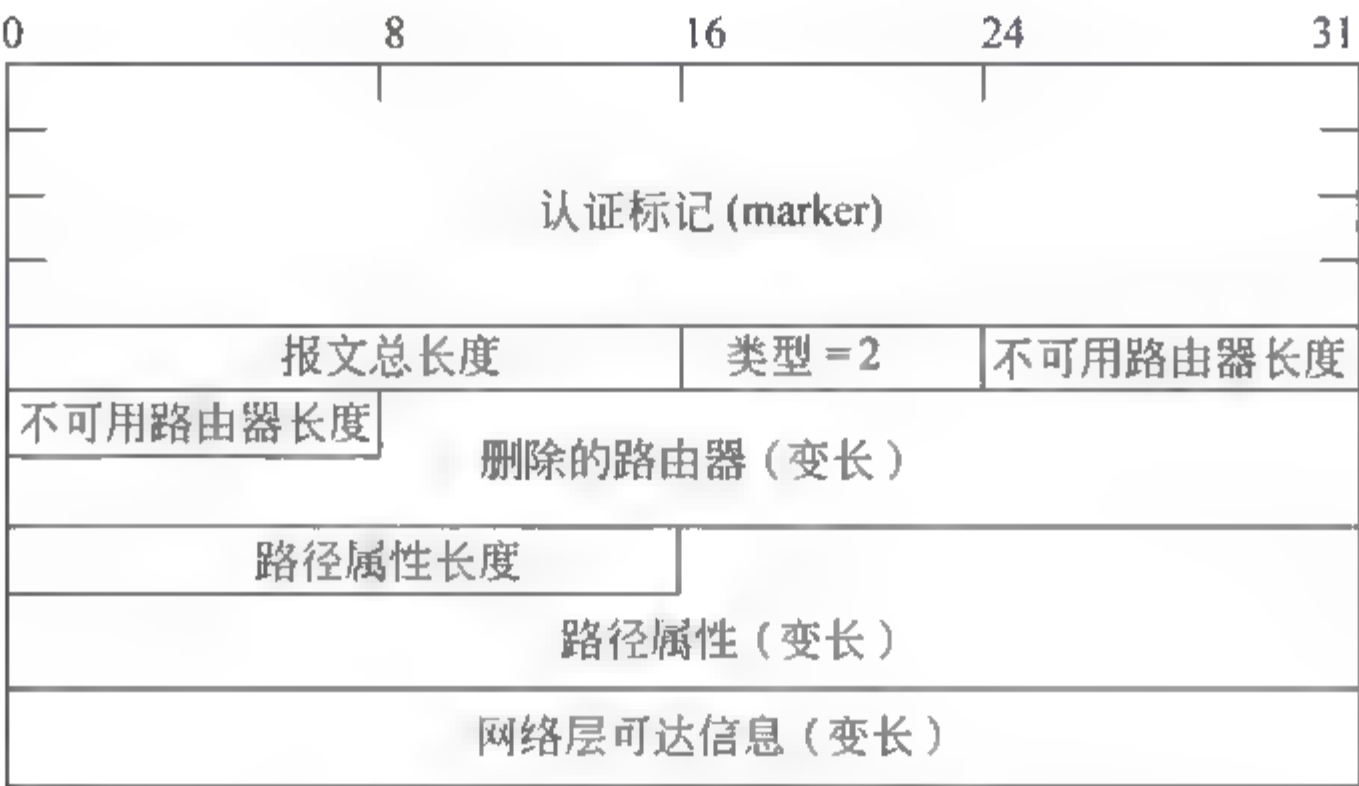 0 8 16 24 31
认证标记 (marker)
报文总长度 类型 = 2 不可用路由器长度
不可用路由器长度
删除的路由器 ( 变长 )
路径属性长度
路径属性 ( 变长 )
网络层可达信息 ( 变长 )